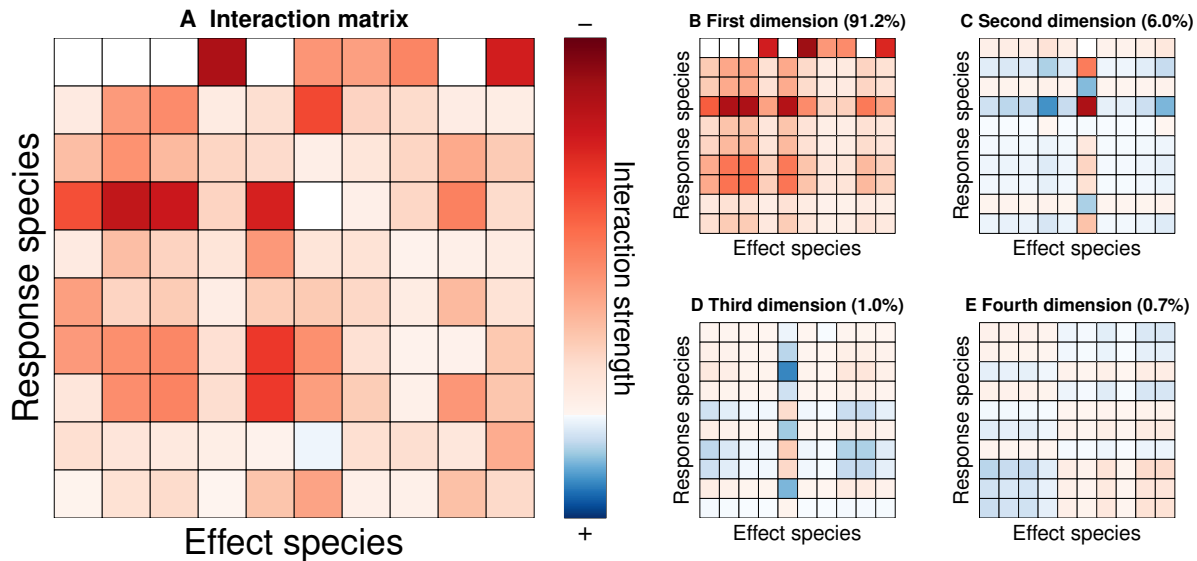 A Interaction matrix
Response species
Effect species
–
Interaction strength
+
B First dimension (91.2%)
Response species
Effect species
C Second dimension (6.0%)
Response species
Effect species
D Third dimension (1.0%)
Response species
Effect species
E Fourth dimension (0.7%)
Response species
Effect species